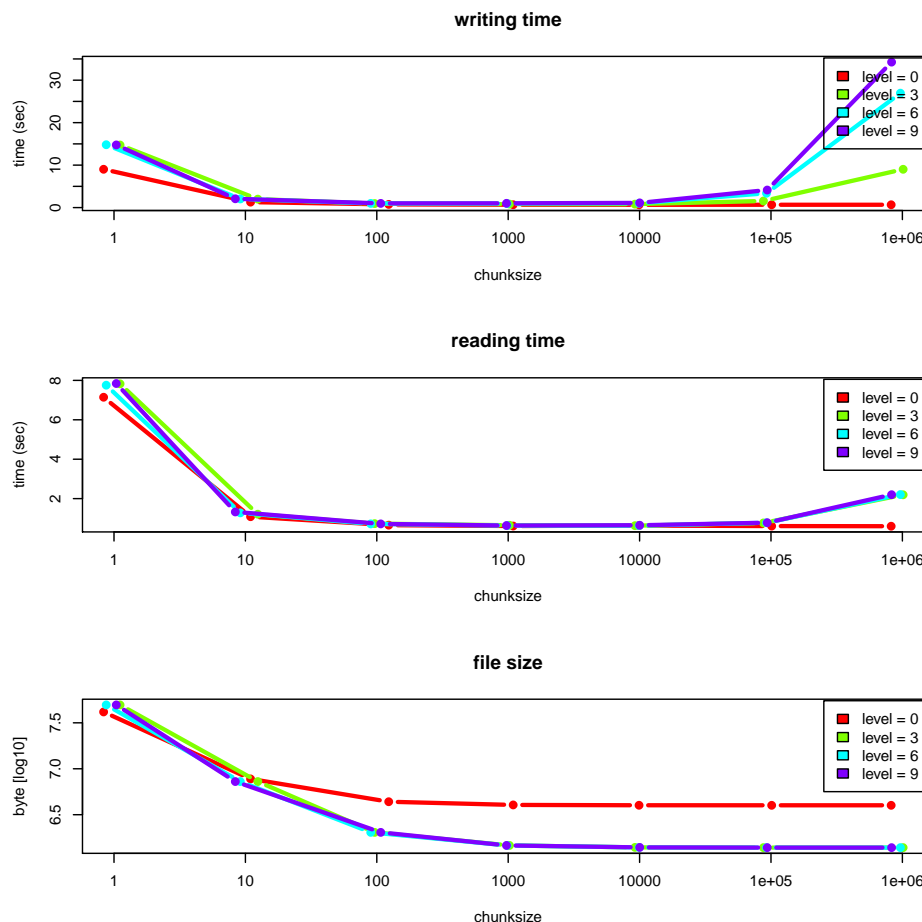 writing time
time (sec)
30
20
10
0
level = 0
level = 3
level = 6
level = 9
1 10 100 1000 10000 1e+05 1e+06
chunksize
reading time
time (sec)
8
6
4
2
level = 0
level = 3
level = 6
level = 9
1 10 100 1000 10000 1e+05 1e+06
chunksize
file size
byte [log10]
7.5
7.0
6.5
level = 0
level = 3
level = 6
level = 9
1 10 100 1000 10000 1e+05 1e+06
chunksize